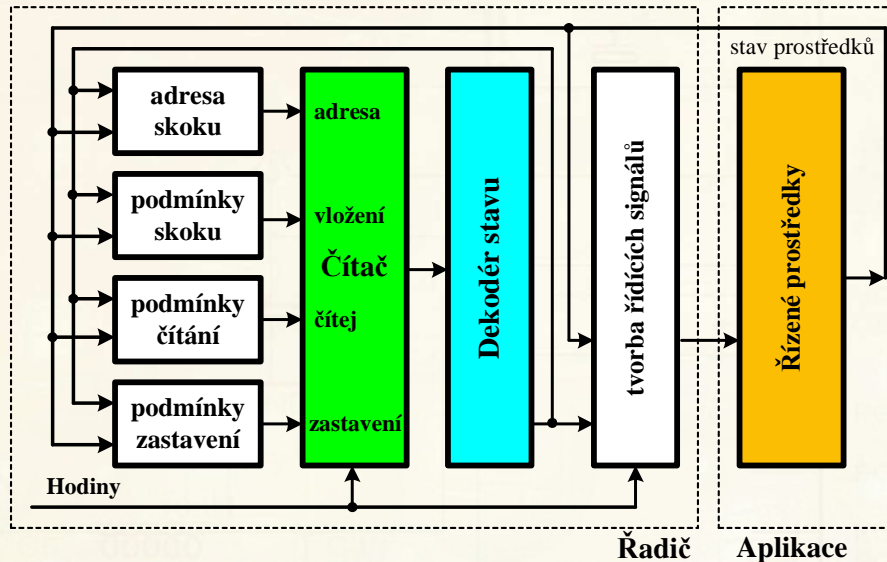 stav prostředků
adresa
skoku
adresa
podmínky
skoku
vložení
Čítač
podmínky
čítání
čítej
podmínky
zastavení
zastavení
Dekodér stavu
tvorba řídících signálů
Řízené prostředky
Hodiny
Řadič
Aplikace